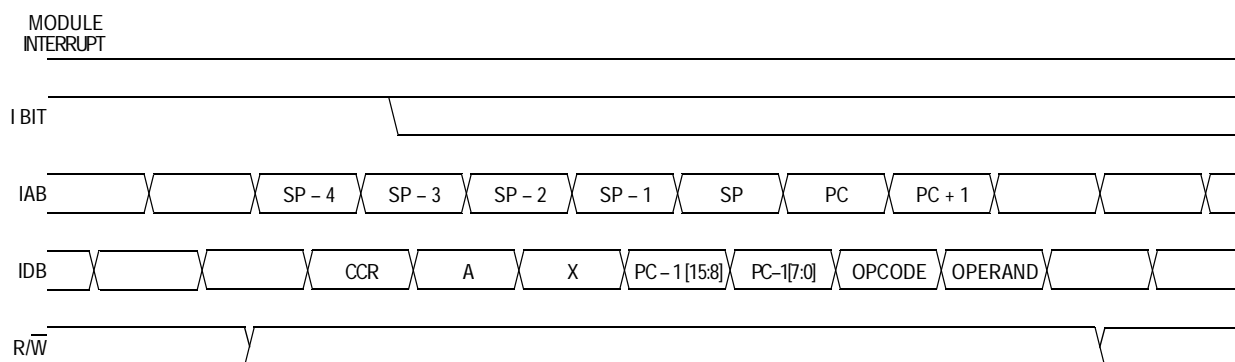 MODULE
INTERRUPT
I BIT
IAB SP – 4 SP – 3 SP – 2 SP – 1 SP PC PC + 1
IDB CCR A X PC – 1 [15:8] PC–1[7:0] OPCODE OPERAND
R/W̅